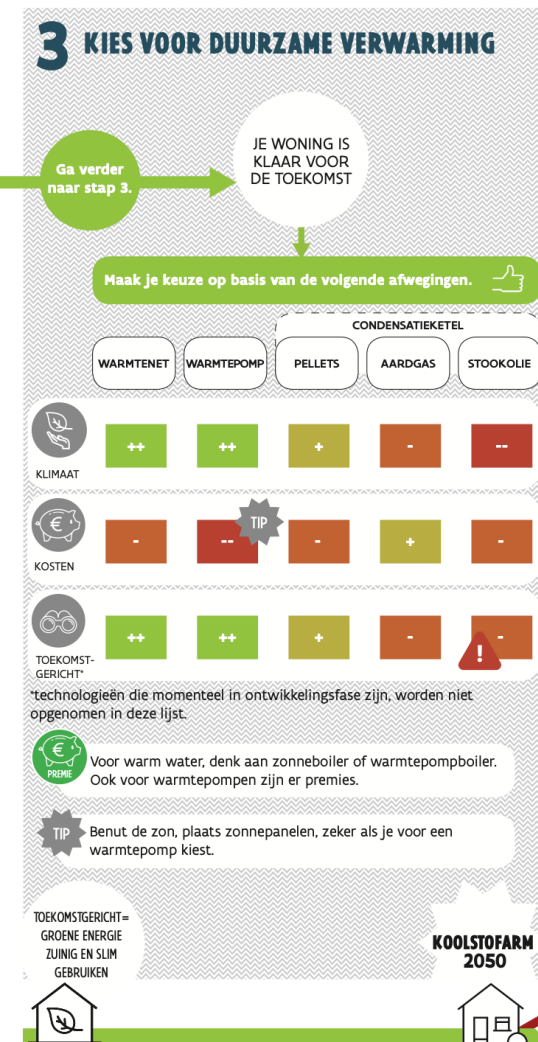 3 KIES VOOR DUURZAME VERWARMING
Ga verder
naar stap 3.
JE WONING IS
KLAAR VOOR
DE TOEKOMST
Maak je keuze op basis van de volgende afwegingen.
CONDENSATIEKETEL
WARMTENET WARMTEPOMP PELLETS AARDGAS STOOKOLIE
++ ++ + - --
KLIMAAT
€
- -- TIP - + -
KOSTEN
++ ++ + - -
!
TOEKOMST-
GERICHT*
*technologieën die momenteel in ontwikkelingsfase zijn, worden niet
opgenomen in deze lijst.
€
PREMIE
Voor warm water, denk aan zonneboiler of warmtepompboiler.
Ook voor warmtepompen zijn er premies.
TIP
Benut de zon, plaats zonnepanelen, zeker als je voor een
warmtepomp kiest.
TOEKOMSTGERICHT=
GROENE ENERGIE
ZUINIG EN SLIM
GEBRUIKEN
KOOLSTOFARM
2050